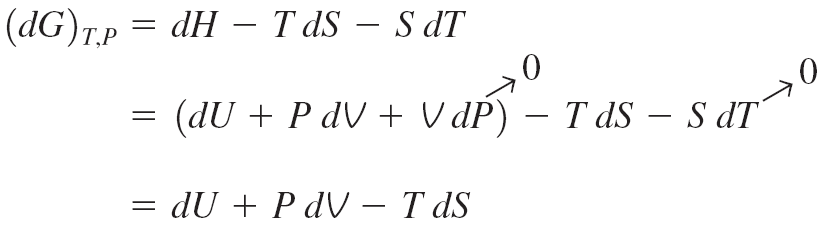 (dG)_{T,P} = dH − T dS − S dT
= (dU + P dV + V dP)↗0 − T dS − S dT↗0
= dU + P dV − T dS